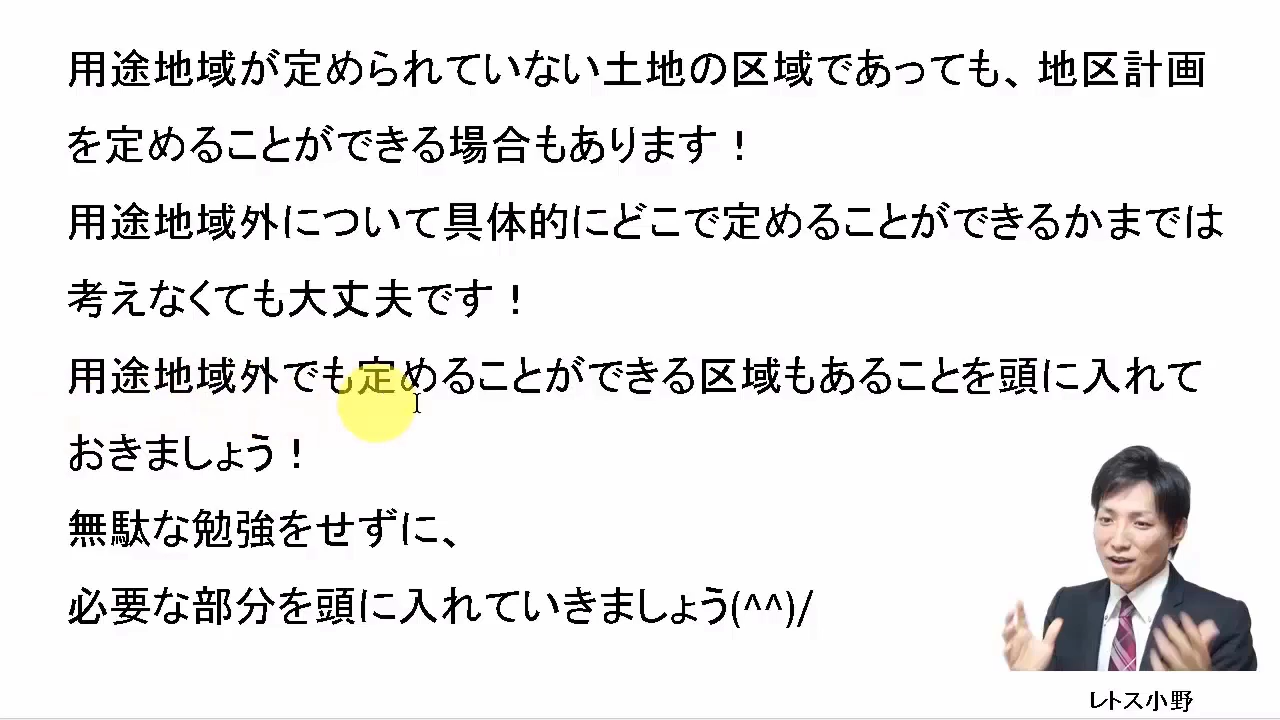 用途地域が定められていない土地の区域であっても、地区計画
を定めることができる場合もあります！
用途地域外について具体的にどこで定めることができるかまでは
考えなくても大丈夫です！
用途地域外でも定めることができる区域もあることを頭に入れて
おきましょう！
無駄な勉強をせずに、
必要な部分を頭に入れていきましょう(^^)/
レトス小野